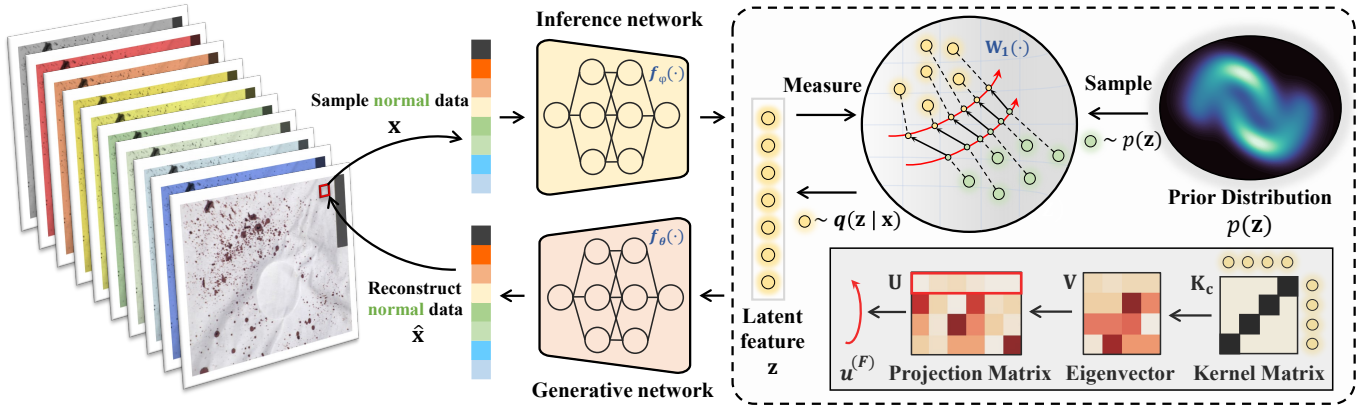 Inference network
f_φ(·)
Sample normal data
x
Reconstruct
normal data
x̂
f_θ(·)
Generative network
Latent
feature
z
Measure
W₁(·)
Sample
~ p(z)
~ q(z | x)
Prior Distribution
p(z)
U
V
K_c
u^(F)
Projection Matrix
Eigenvector
Kernel Matrix